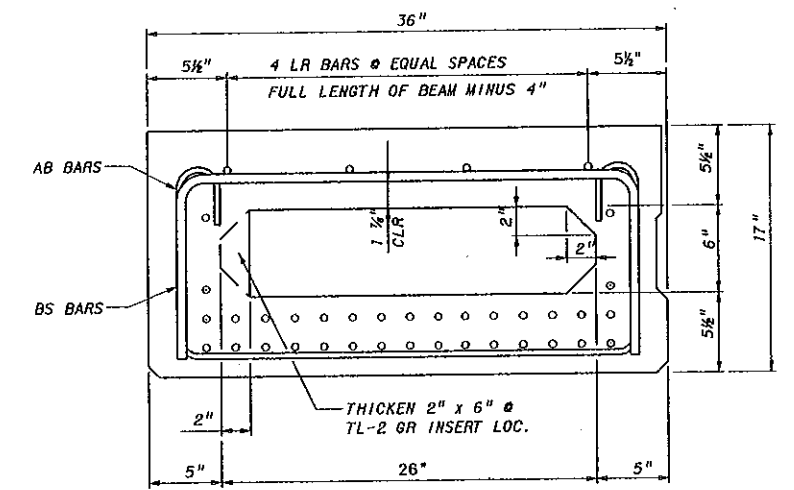 36"
5½"
4 LR BARS @ EQUAL SPACES
5½"
FULL LENGTH OF BEAM MINUS 4"
AB BARS
5½"
1 ⅞"
CLR
2"
2"
6"
17"
BS BARS
5½"
THICKEN 2" x 6" @
TL-2 GR INSERT LOC.
2"
5"
26"
5"